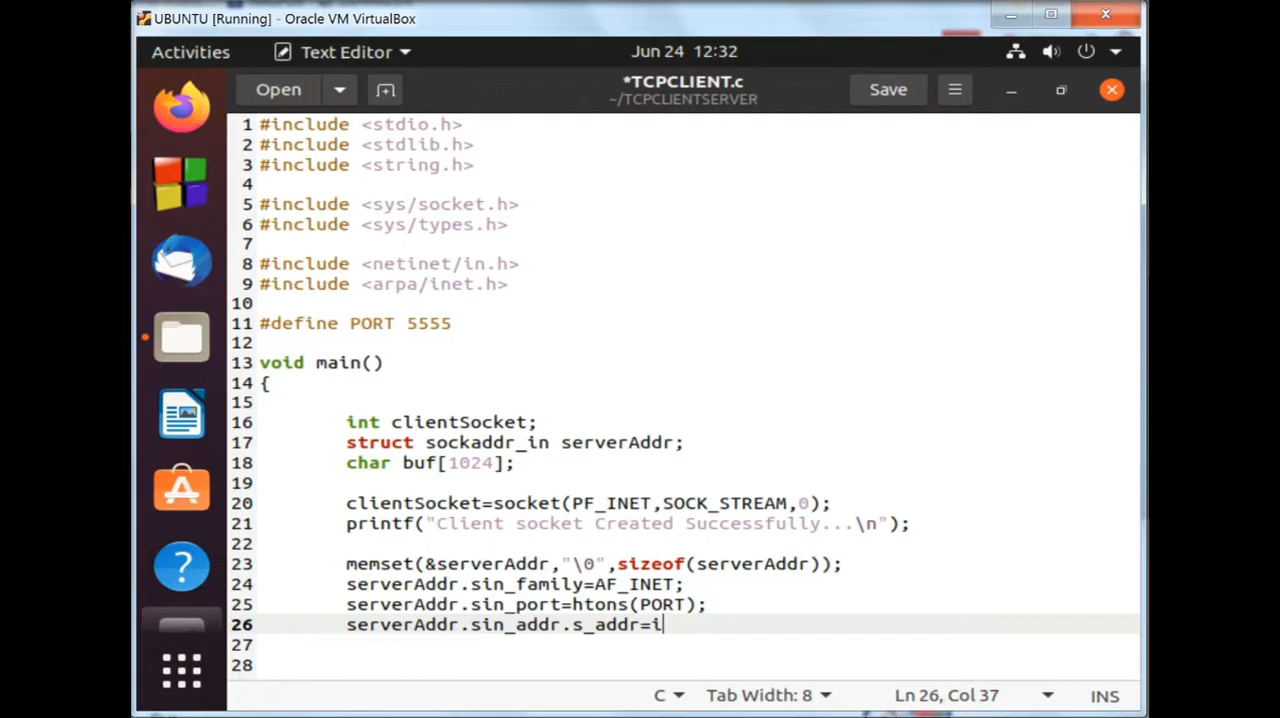 UBUNTU [Running] - Oracle VM VirtualBox
Activities Text Editor Jun 24 12:32
Open *TCPCLIENT.c Save
~/TCPCLIENTSERVER
1 #include <stdio.h>
2 #include <stdlib.h>
3 #include <string.h>
4
5 #include <sys/socket.h>
6 #include <sys/types.h>
7
8 #include <netinet/in.h>
9 #include <arpa/inet.h>
10
11 #define PORT 5555
12
13 void main()
14 {
15
16 int clientSocket;
17 struct sockaddr_in serverAddr;
18 char buf[1024];
19
20 clientSocket=socket(PF_INET,SOCK_STREAM,0);
21 printf("Client socket Created Successfully...\n");
22
23 memset(&serverAddr,"\0",sizeof(serverAddr));
24 serverAddr.sin_family=AF_INET;
25 serverAddr.sin_port=htons(PORT);
26 serverAddr.sin_addr.s_addr=i
27
28
C Tab Width: 8 Ln 26, Col 37 INS